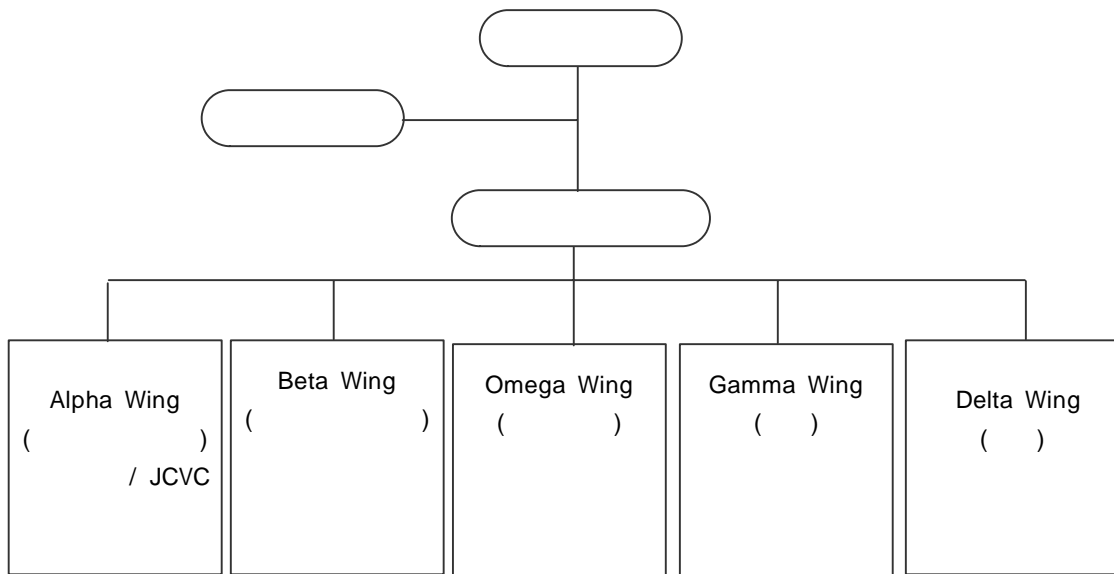 Alpha Wing
( )
/ JCVC
Beta Wing
( )
Omega Wing
( )
Gamma Wing
( )
Delta Wing
( )